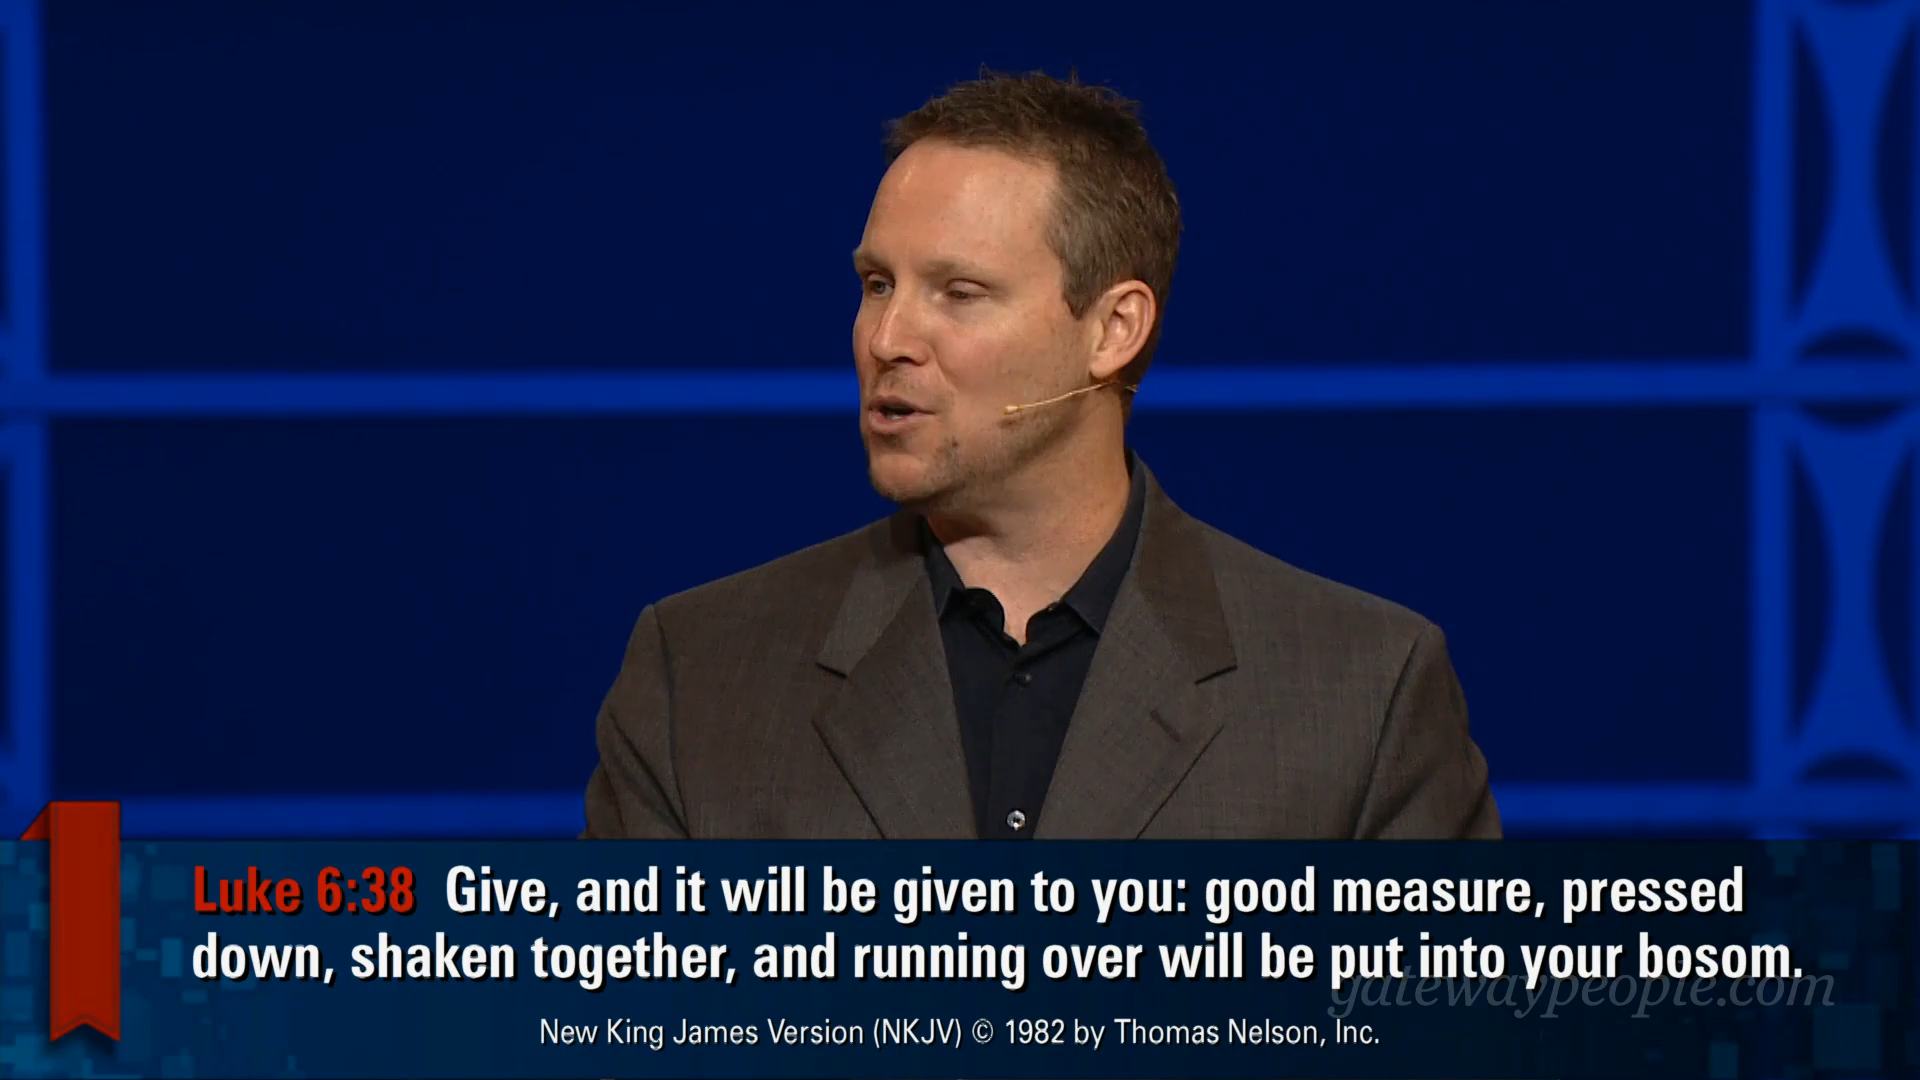 Luke 6:38 Give, and it will be given to you: good measure, pressed
down, shaken together, and running over will be put into your bosom.
gatewaypeople.com
New King James Version (NKJV) © 1982 by Thomas Nelson, Inc.